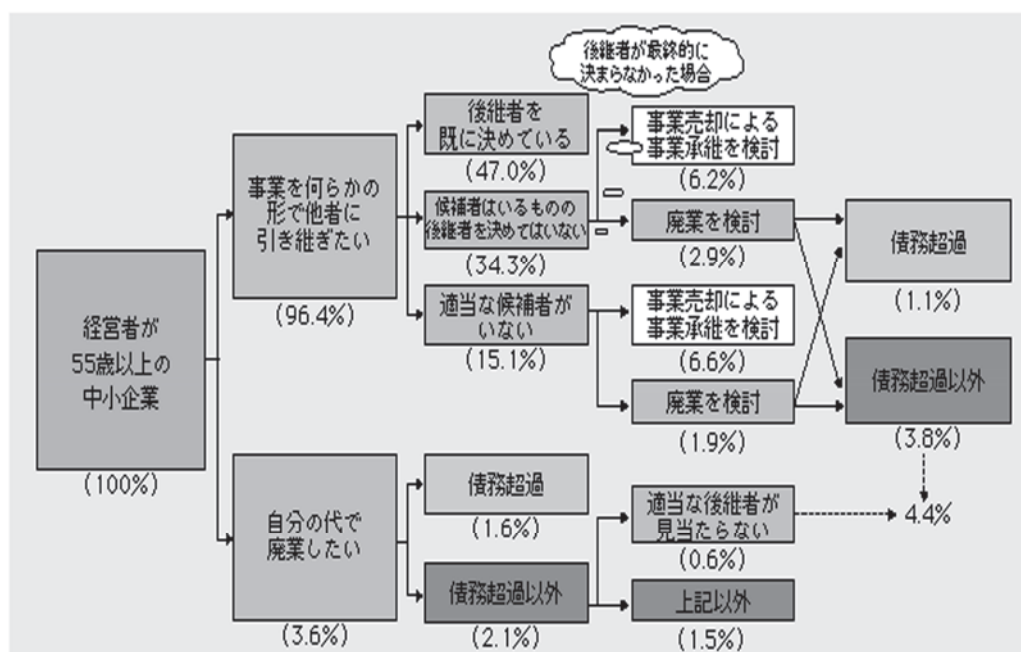 後継者が最終的に
決まらなかった場合
後継者を
既に決めている
(47.0%)
事業売却による
事業承継を検討
(6.2%)
事業を何らかの
形で他者に
引き継ぎたい
(96.4%)
候補者はいるものの
後継者を決めてはいない
(34.3%)
廃業を検討
(2.9%)
債務超過
(1.1%)
経営者が
55歳以上の
中小企業
(100%)
適当な候補者が
いない
(15.1%)
事業売却による
事業承継を検討
(6.6%)
廃業を検討
(1.9%)
債務超過以外
(3.8%)
自分の代で
廃業したい
(3.6%)
債務超過
(1.6%)
適当な後継者が
見当たらない
(0.6%)
4.4%
債務超過以外
(2.1%)
上記以外
(1.5%)